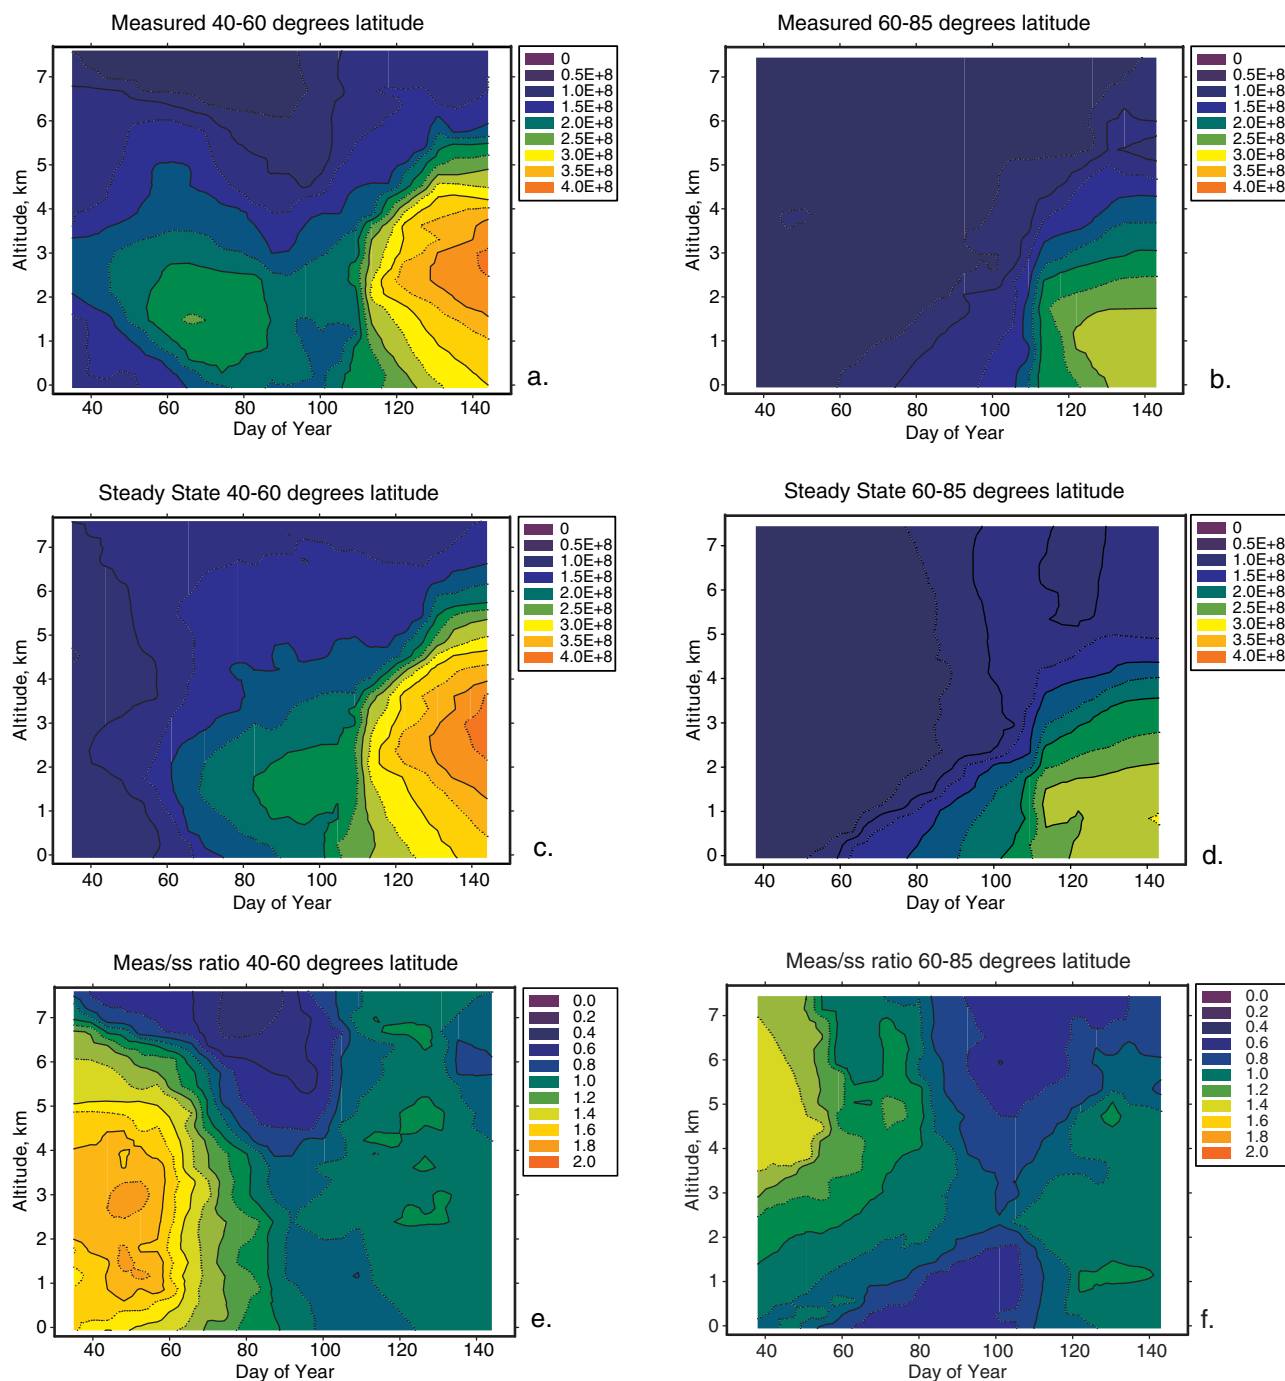 Measured 40-60 degrees latitude
Altitude, km
7
6
5
4
3
2
1
0
40 60 80 100 120 140
Day of Year
0
0.5E+8
1.0E+8
1.5E+8
2.0E+8
2.5E+8
3.0E+8
3.5E+8
4.0E+8
a.
Measured 60-85 degrees latitude
Altitude, km
7
6
5
4
3
2
1
0
40 60 80 100 120 140
Day of Year
0
0.5E+8
1.0E+8
1.5E+8
2.0E+8
2.5E+8
3.0E+8
3.5E+8
4.0E+8
b.
Steady State 40-60 degrees latitude
Altitude, km
7
6
5
4
3
2
1
0
40 60 80 100 120 140
Day of Year
0
0.5E+8
1.0E+8
1.5E+8
2.0E+8
2.5E+8
3.0E+8
3.5E+8
4.0E+8
c.
Steady State 60-85 degrees latitude
Altitude, km
7
6
5
4
3
2
1
0
40 60 80 100 120 140
Day of Year
0
0.5E+8
1.0E+8
1.5E+8
2.0E+8
2.5E+8
3.0E+8
3.5E+8
4.0E+8
d.
Meas/ss ratio 40-60 degrees latitude
Altitude, km
7
6
5
4
3
2
1
0
40 60 80 100 120 140
Day of Year
0.0
0.2
0.4
0.6
0.8
1.0
1.2
1.4
1.6
1.8
2.0
e.
Meas/ss ratio 60-85 degrees latitude
Altitude, km
7
6
5
4
3
2
1
0
40 60 80 100 120 140
Day of Year
0.0
0.2
0.4
0.6
0.8
1.0
1.2
1.4
1.6
1.8
2.0
f.